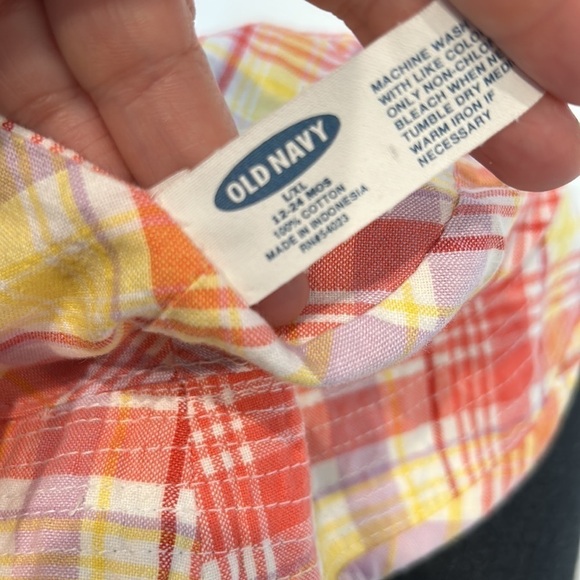 OLD NAVY
L/XL
12-24 MOS
100% COTTON
MADE IN INDONESIA
RN#54023
MACHINE WASH
WITH LIKE COLO
ONLY NON-CHLO
BLEACH WHEN NE
TUMBLE DRY MED
WARM IRON IF
NECESSARY